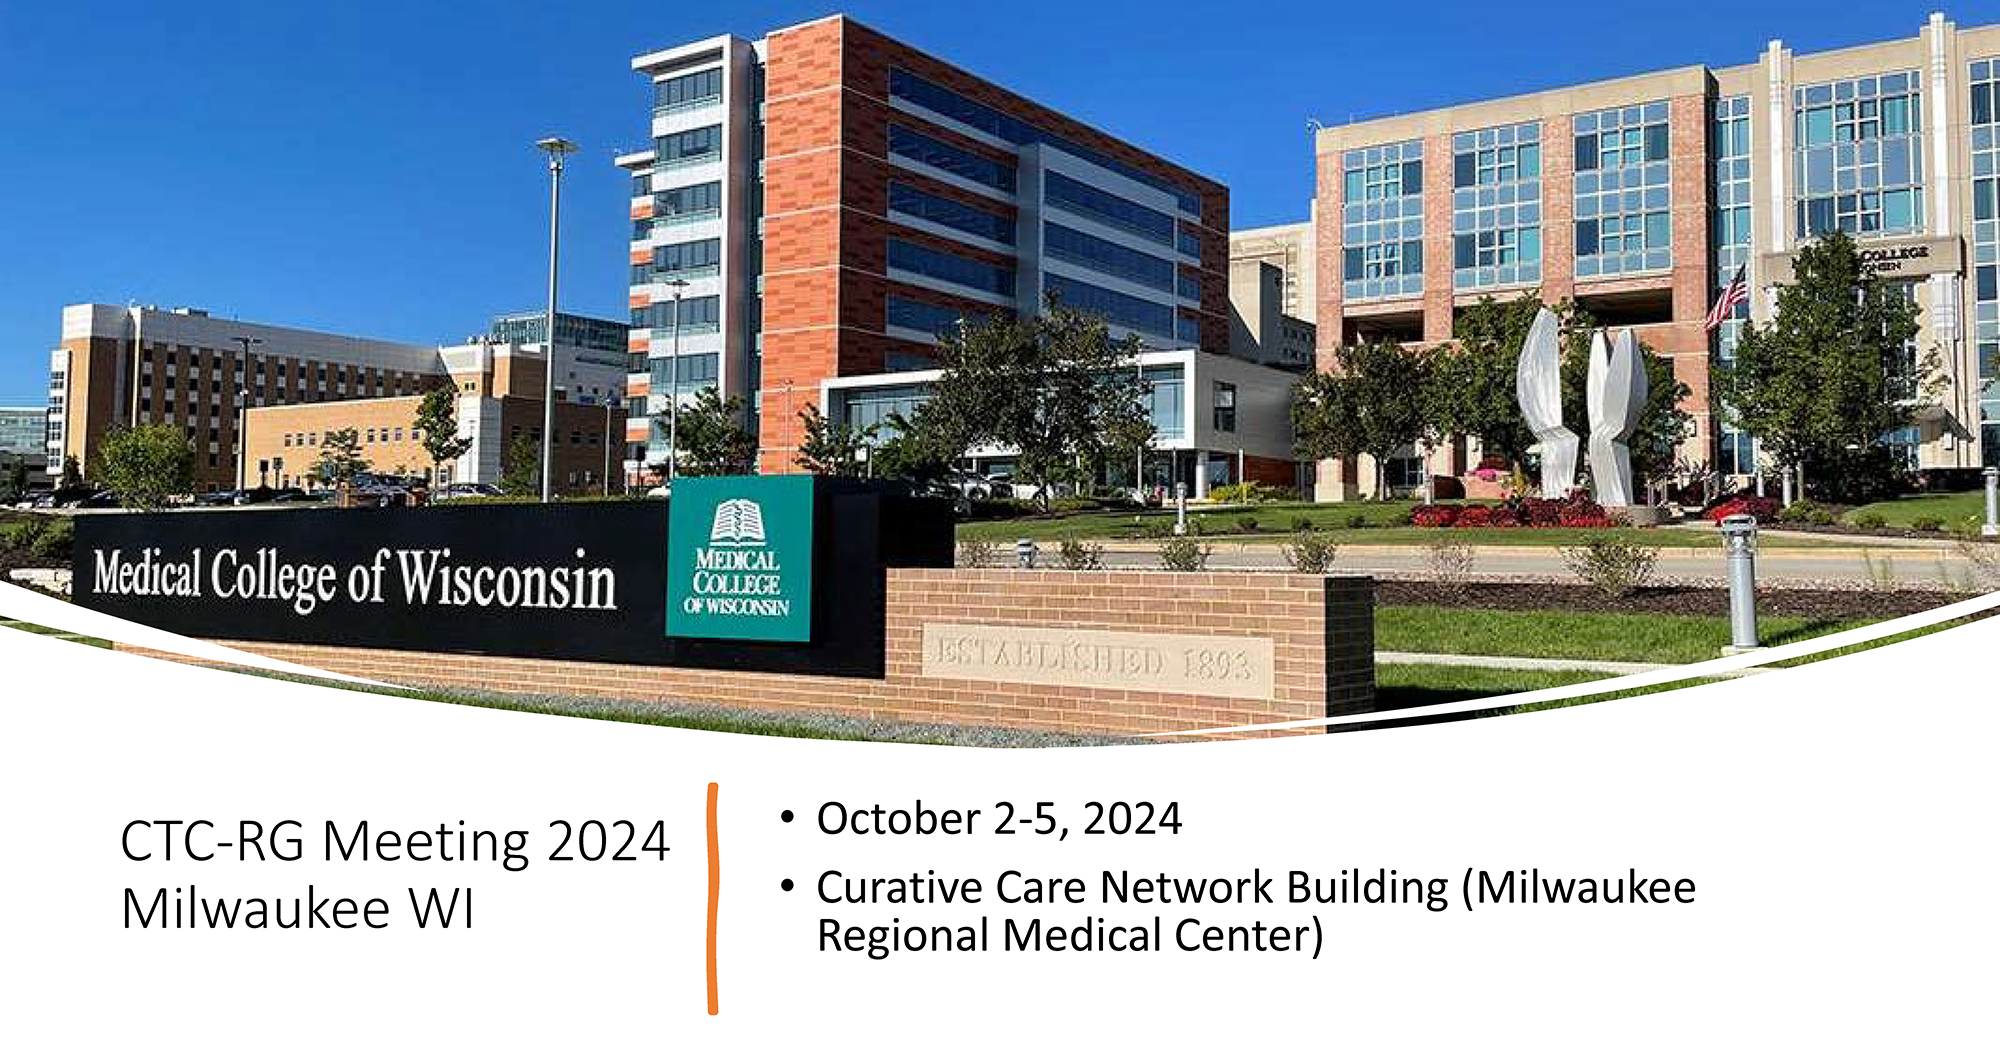 COLLEGE
Medical College of Wisconsin
MEDICAL
COLLEGE
OF WISCONSIN
ESTABLISHED 1893
CTC-RG Meeting 2024
Milwaukee WI
• October 2-5, 2024
• Curative Care Network Building (Milwaukee
Regional Medical Center)